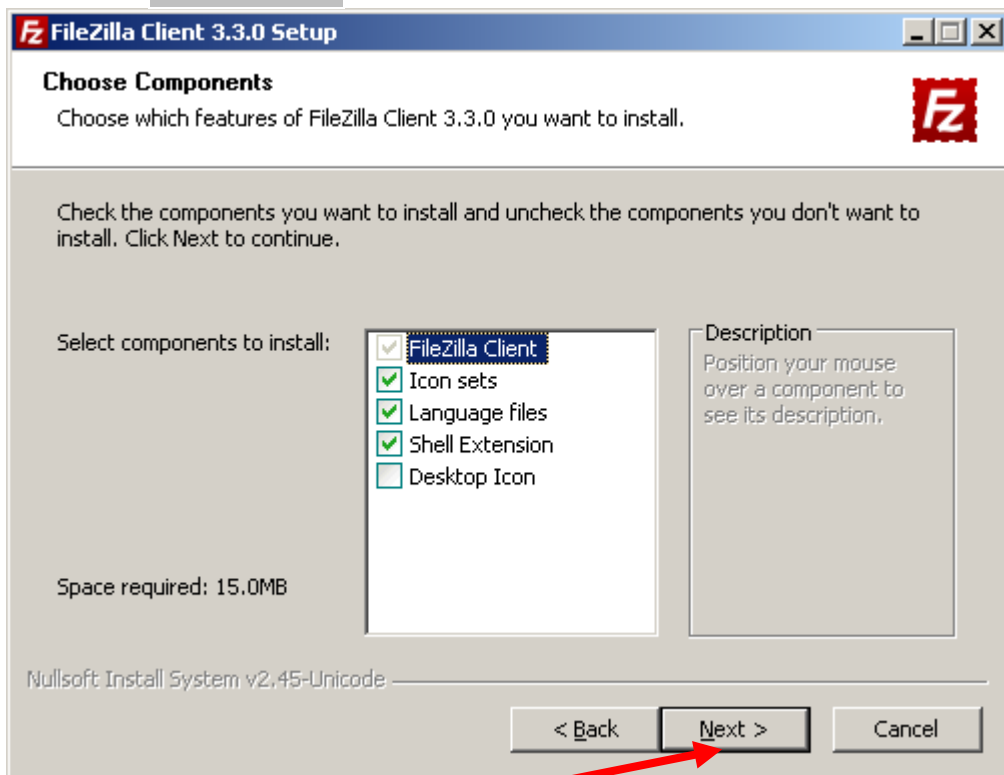 FileZilla Client 3.3.0 Setup
Choose Components
Choose which features of FileZilla Client 3.3.0 you want to install.
Fz
Check the components you want to install and uncheck the components you don't want to
install. Click Next to continue.
Select components to install:
FileZilla Client
Icon sets
Language files
Shell Extension
Desktop Icon
Description
Position your mouse
over a component to
see its description.
Space required: 15.0MB
Nullsoft Install System v2.45-Unicode
< Back
Next >
Cancel